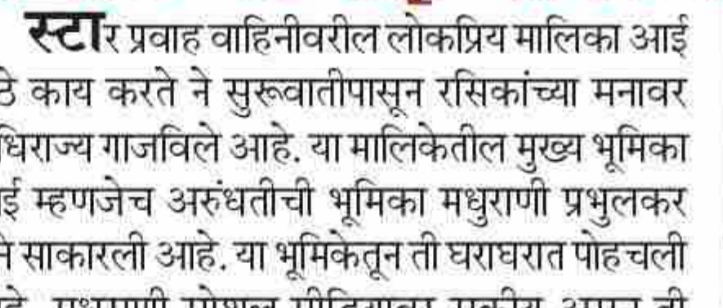 स्टार प्रवाह वाहिनीवरील लोकप्रिय मालिका आई
काय करते ने सुरूवातीपासून रसिकांच्या मनावर
धिराज्य गाजविले आहे. या मालिकेतील मुख्य भूमिका
ई म्हणजेच अरुंधतीची भूमिका मधुराणी प्रभुलकर
ने साकारली आहे. या भूमिकेतून ती घराघरात पोहचली